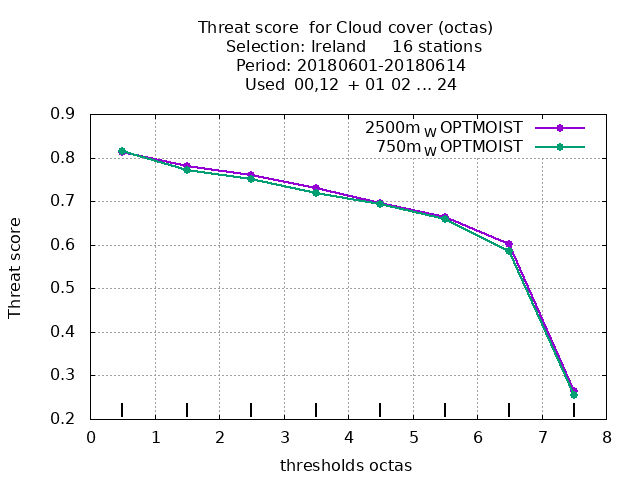 Threat score for Cloud cover (octas)
Selection: Ireland 16 stations
Period: 20180601-20180614
Used 00,12 + 01 02 ... 24
2500m W OPTMOIST
750m W OPTMOIST
0.9
0.8
0.7
0.6
0.5
0.4
0.3
0.2
Threat score
0 1 2 3 4 5 6 7 8
thresholds octas